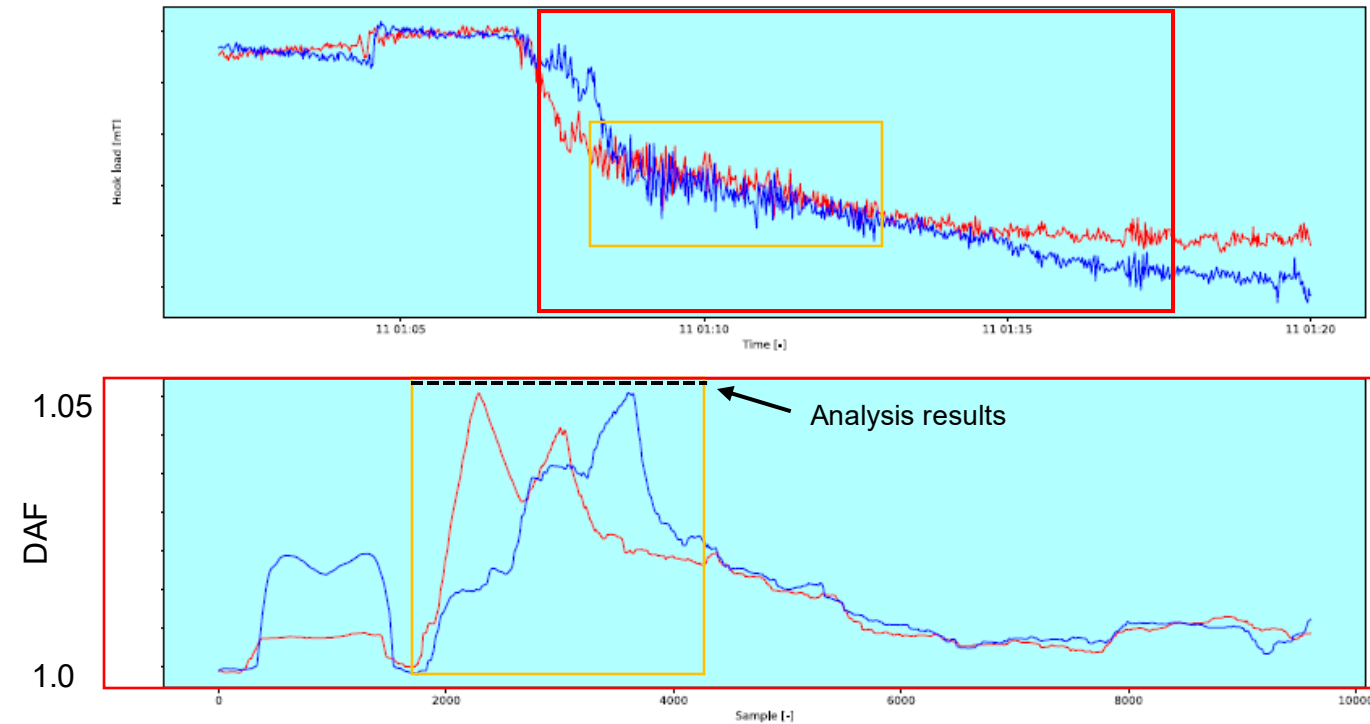 Hook load [mT]
11 01:05
11 01:10
11 01:15
11 01:20
Time [-]
1.05
Analysis results
DAF
1.0
0
2000
4000
6000
8000
10000
Sample [-]